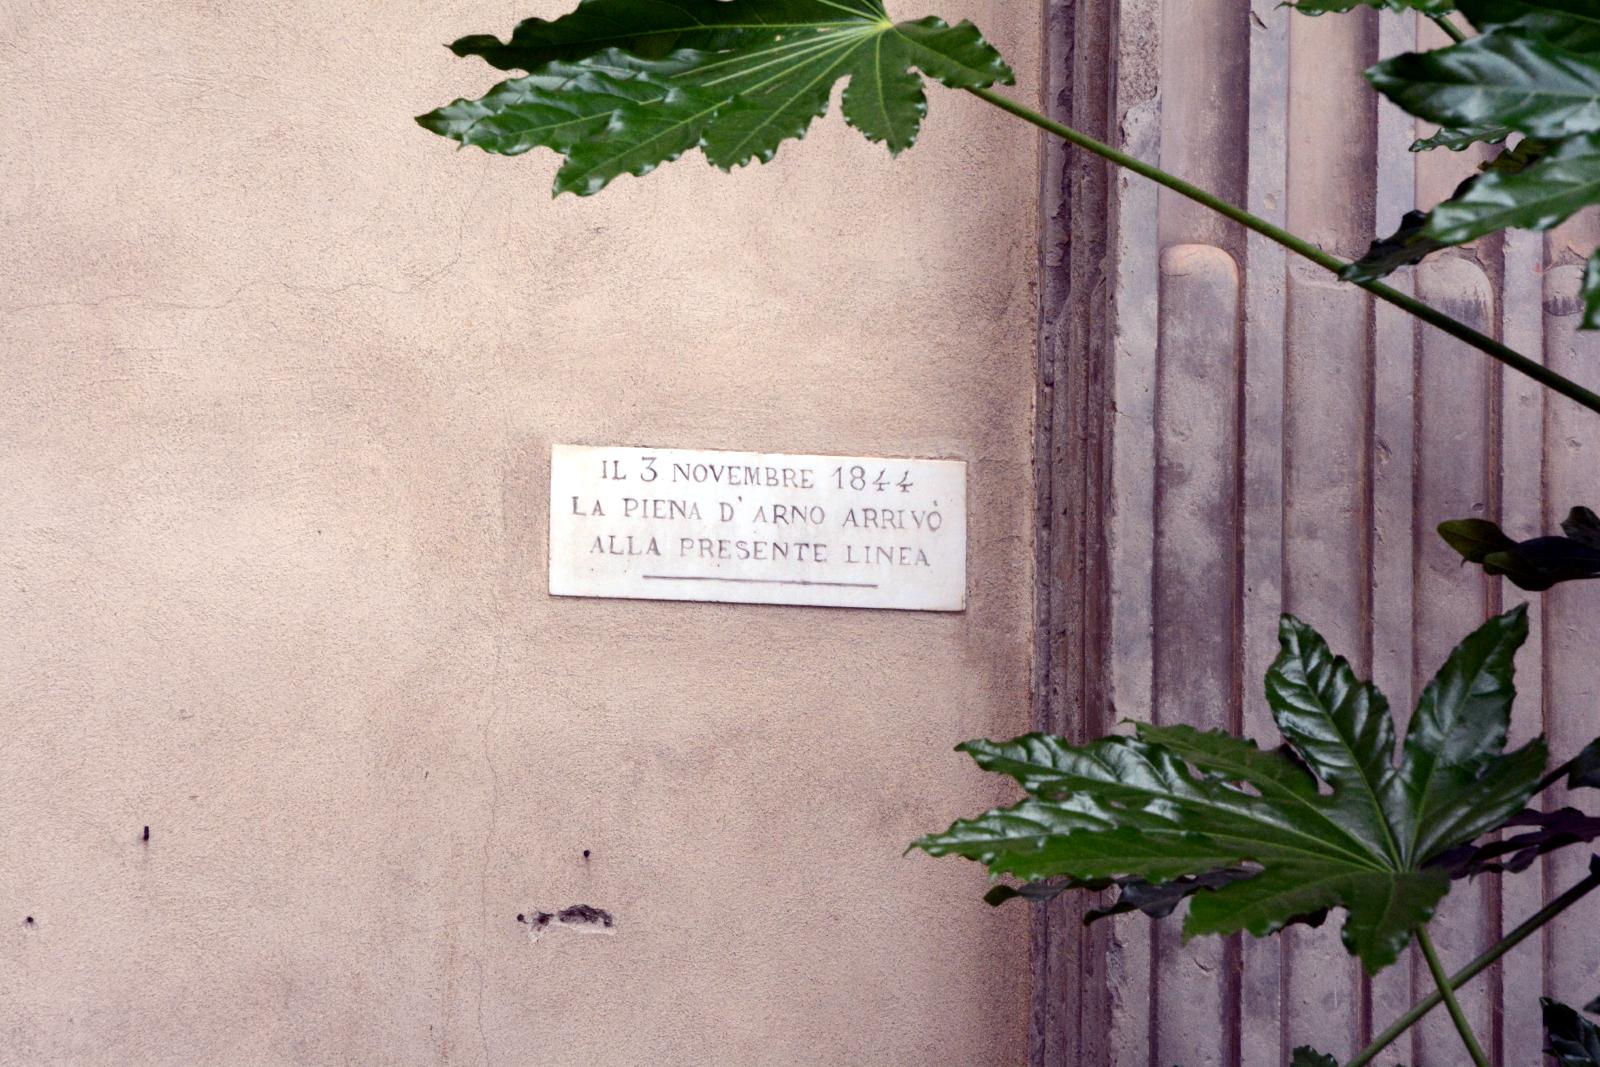 IL 3 NOVEMBRE 1844
LA PIENA D' ARNO ARRIVÒ
ALLA PRESENTE LINEA